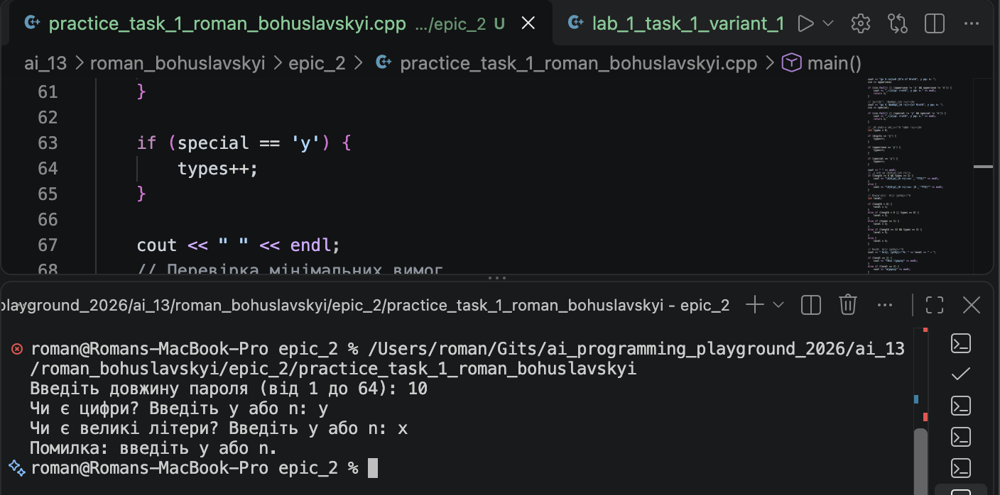 practice_task_1_roman_bohuslavskyi.cpp .../epic_2 U
lab_1_task_1_variant_1
ai_13 > roman_bohuslavskyi > epic_2 > practice_task_1_roman_bohuslavskyi.cpp > main()
61 }
62
63 if (special == 'y') {
64 types++;
65 }
66
67 cout << " " << endl;
68 // Перевірка мінімальних вимог
playground_2026/ai_13/roman_bohuslavskyi/epic_2/practice_task_1_roman_bohuslavskyi - epic_2
roman@Romans-MacBook-Pro epic_2 % /Users/roman/Gits/ai_programming_playground_2026/ai_13
/roman_bohuslavskyi/epic_2/practice_task_1_roman_bohuslavskyi
Введіть довжину пароля (від 1 до 64): 10
Чи є цифри? Введіть y або n: y
Чи є великі літери? Введіть y або n: x
Помилка: введіть y або n.
roman@Romans-MacBook-Pro epic_2 %